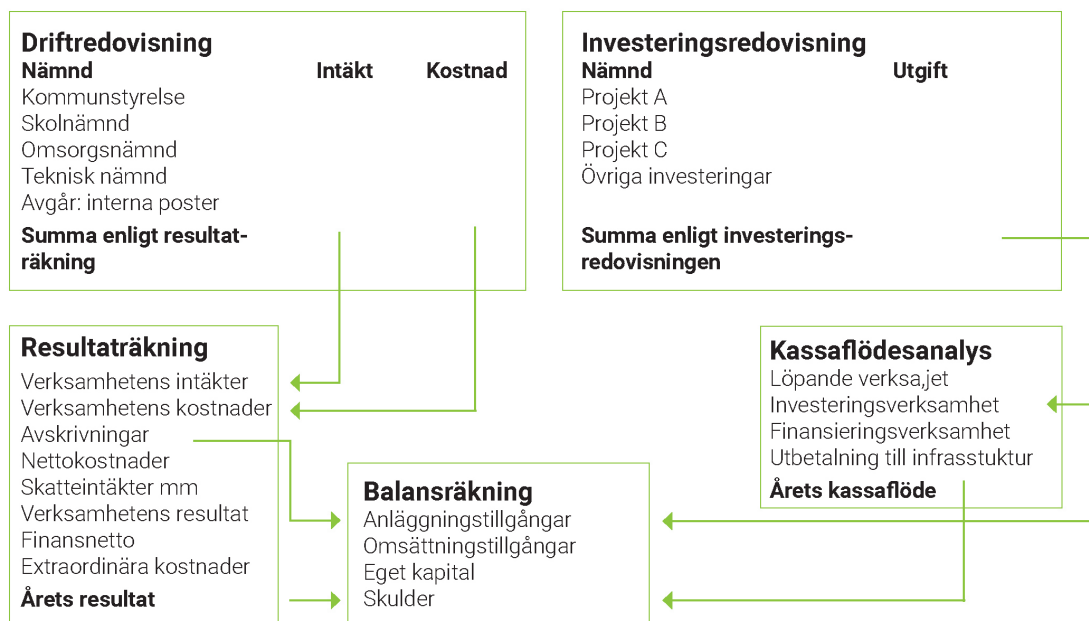 Driftredovisning
Nämnd Intäkt Kostnad
Kommunstyrelse
Skolnämnd
Omsorgsnämnd
Teknisk nämnd
Avgår: interna poster
Summa enligt resultat-
räkning
Investeringsredovisning
Nämnd Utgift
Projekt A
Projekt B
Projekt C
Övriga investeringar
Summa enligt investerings-
redovisningen
Resultaträkning
Verksamhetens intäkter
Verksamhetens kostnader
Avskrivningar
Nettokostnader
Skatteintäkter mm
Verksamhetens resultat
Finansnetto
Extraordinära kostnader
Årets resultat
Balansräkning
Anläggningstillgångar
Omsättningstillgångar
Eget kapital
Skulder
Kassaflödesanalys
Löpande verksa,jet
Investeringsverksamhet
Finansieringsverksamhet
Utbetalning till infrasstuktur
Årets kassaflöde